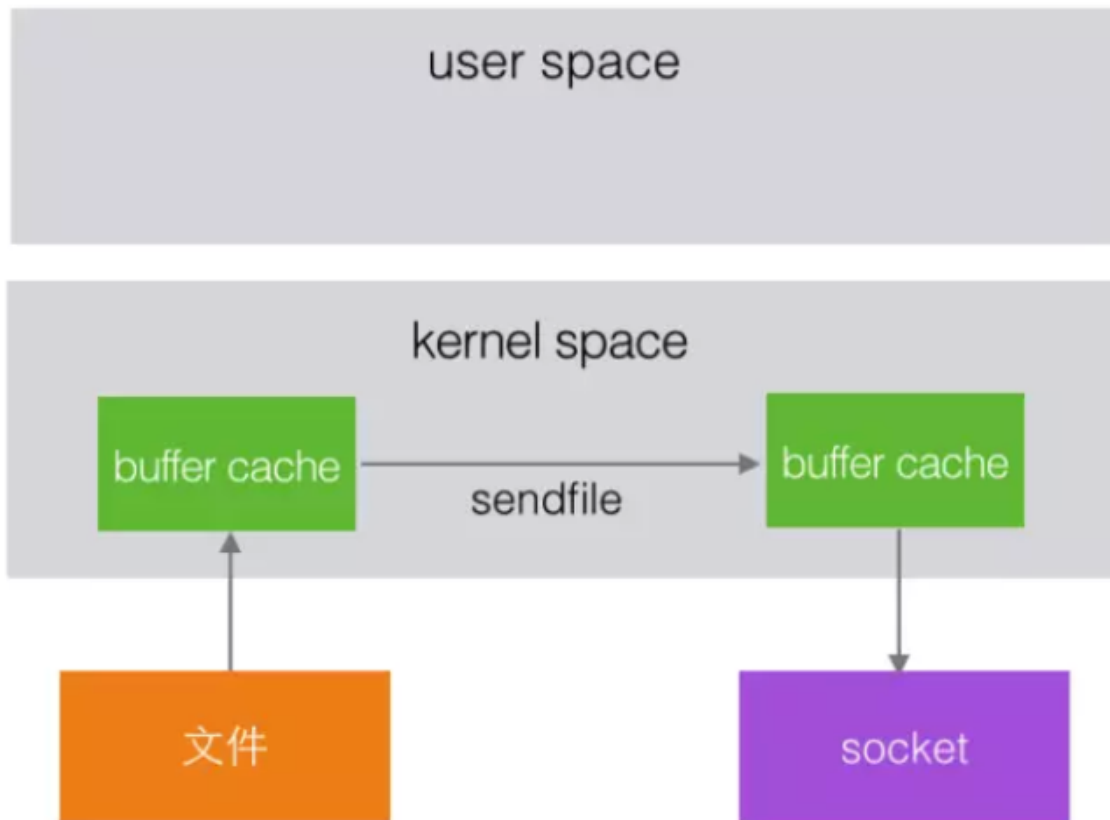 user space
kernel space
buffer cache
buffer cache
sendfile
文件
socket